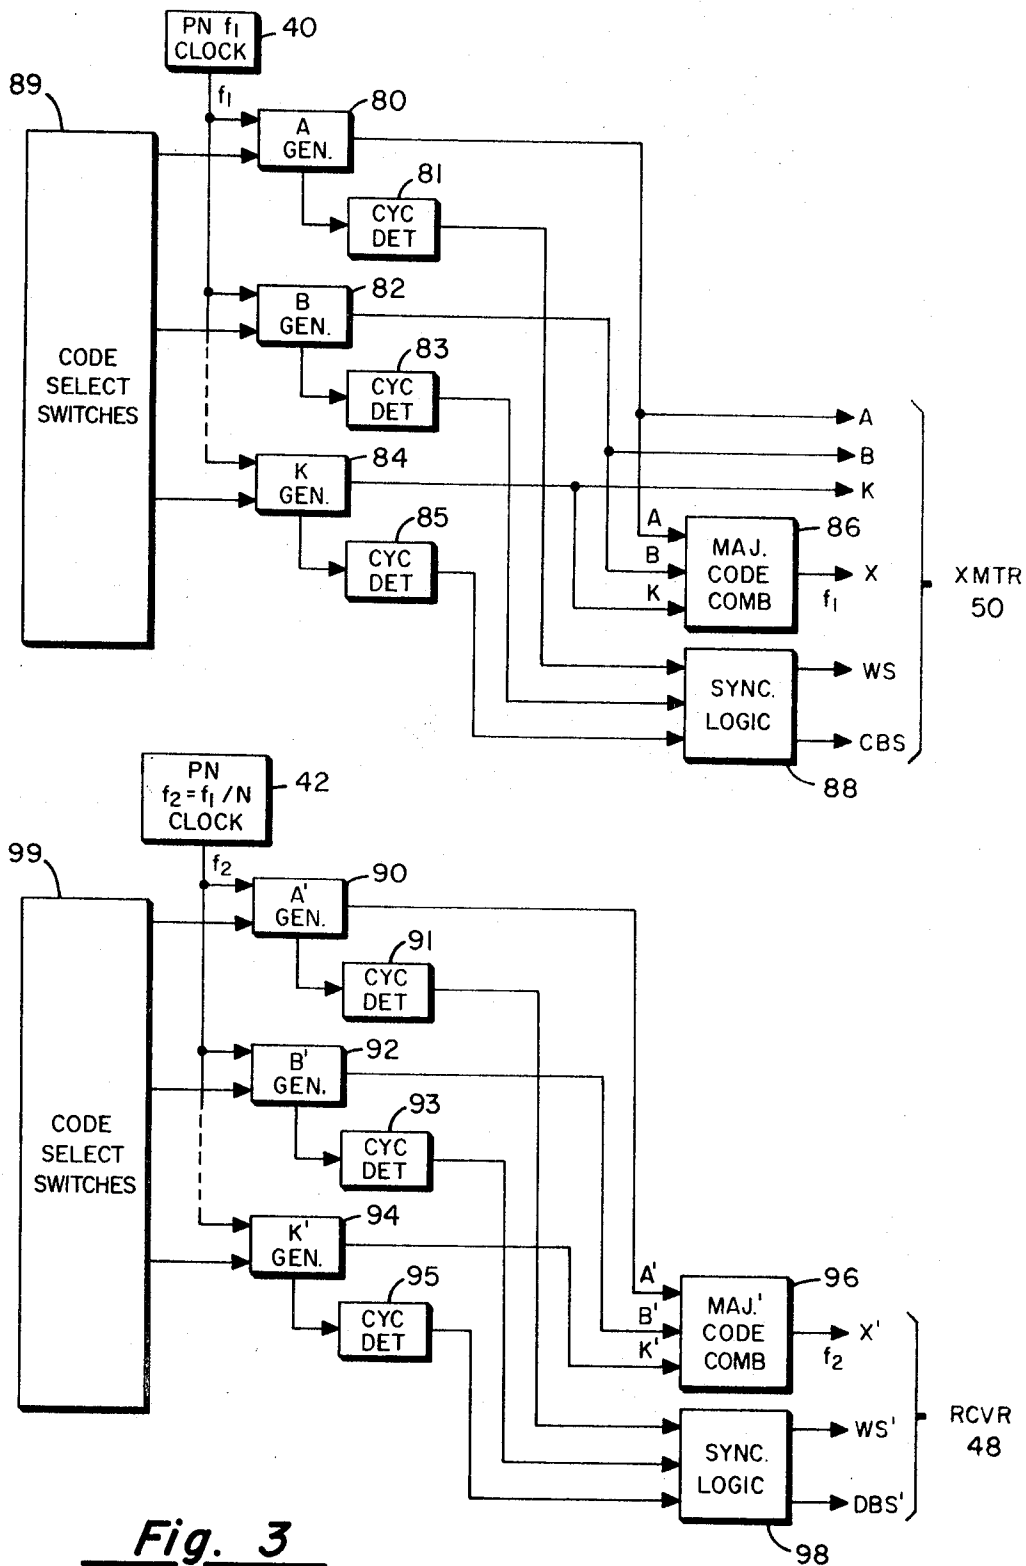 PN f1
CLOCK
40
89
f1
A
GEN.
80
CYC
DET
81
B
GEN.
82
CYC
DET
83
CODE
SELECT
SWITCHES
K
GEN.
84
CYC
DET
85
A
B
K
A
B
K
MAJ.
CODE
COMB
86
X
f1
XMTR
50
SYNC.
LOGIC
WS
CBS
88
PN
f2=f1/N
CLOCK
42
99
f2
A'
GEN.
90
CYC
DET
91
B'
GEN.
92
CYC
DET
93
CODE
SELECT
SWITCHES
K'
GEN.
94
CYC
DET
95
A'
B'
K'
MAJ.'
CODE
COMB
96
X'
f2
RCVR
48
SYNC.
LOGIC
WS'
DBS'
98
Fig. 3